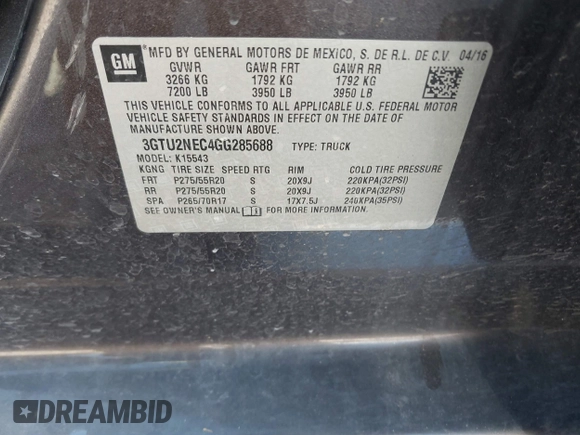 GM MFD BY GENERAL MOTORS DE MEXICO, S. DE R.L. DE C.V. 04/16
GVWR GAWR FRT GAWR RR
3266 KG 1792 KG 1792 KG
7200 LB 3950 LB 3950 LB
THIS VEHICLE CONFORMS TO ALL APPLICABLE U.S. FEDERAL MOTOR
VEHICLE SAFETY STANDARDS IN EFFECT ON THE DATE OF
MANUFACTURE SHOWN ABOVE.
3GTU2NEC4GG285688 TYPE: TRUCK
MODEL: K15543
KGNG TIRE SIZE SPEED RTG RIM COLD TIRE PRESSURE
FRT P275/55R20 S 20X9J 220KPA(32PSI)
RR P275/55R20 S 20X9J 220KPA(32PSI)
SPA P265/70R17 S 17X7.5J 240KPA(35PSI)
SEE OWNER'S MANUAL FOR MORE INFORMATION
DREAMBID